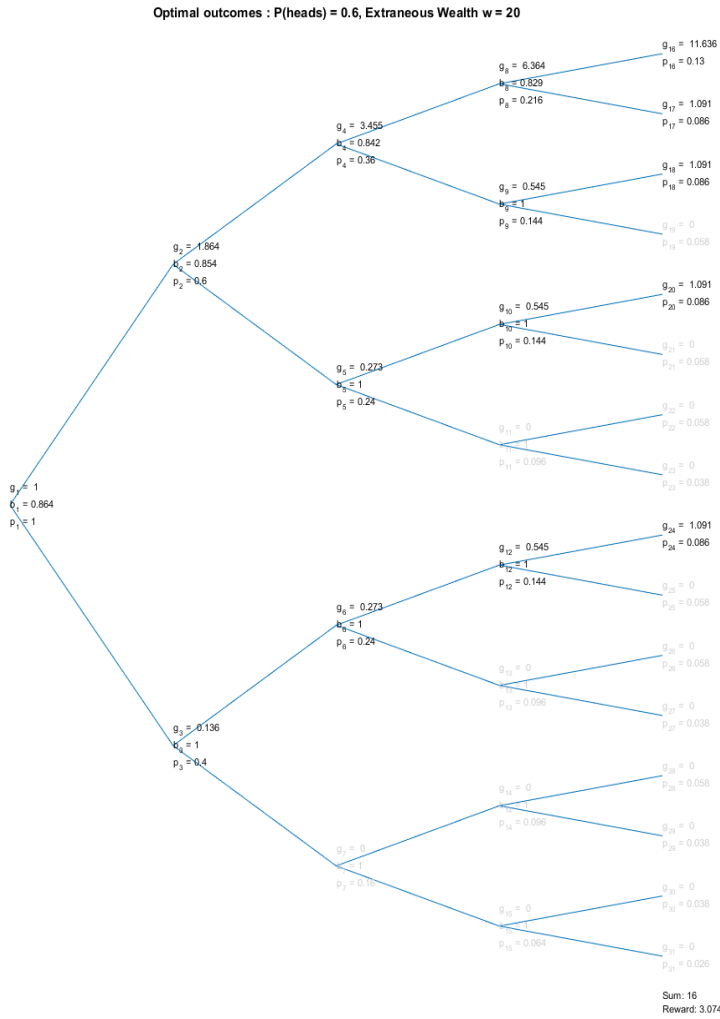 Optimal outcomes : P(heads) = 0.6, Extraneous Wealth w = 20
g1 = 1
b1 = 0.864
p1 = 1
g2 = 1.864
b2 = 0.854
p2 = 0.6
g3 = 0.136
b3 = 1
p3 = 0.4
g4 = 3.455
b4 = 0.842
p4 = 0.36
g5 = 0.273
b5 = 1
p5 = 0.24
g6 = 0.273
b6 = 1
p6 = 0.24
g7 = 0
= 1
p7 = 0.16
g8 = 6.364
b8 = 0.829
p8 = 0.216
g9 = 0.545
b9 = 1
p9 = 0.144
g10 = 0.545
b10 = 1
p10 = 0.144
g11 = 0
= 1
p11 = 0.096
g12 = 0.545
b12 = 1
p12 = 0.144
g13 = 0
= 1
p13 = 0.096
g14 = 0
= 1
p14 = 0.096
g15 = 0
= 1
p15 = 0.064
g16 = 11.636
p16 = 0.13
g17 = 1.091
p17 = 0.086
g18 = 1.091
p18 = 0.086
g19 = 0
p19 = 0.058
g20 = 1.091
p20 = 0.086
g21 = 0
p21 = 0.058
g22 = 0
p22 = 0.058
g23 = 0
p23 = 0.038
g24 = 1.091
p24 = 0.086
g25 = 0
p25 = 0.058
g26 = 0
p26 = 0.058
g27 = 0
p27 = 0.038
g28 = 0
p28 = 0.058
g29 = 0
p29 = 0.038
g30 = 0
p30 = 0.038
g31 = 0
p31 = 0.026
Sum: 16
Reward: 3.074